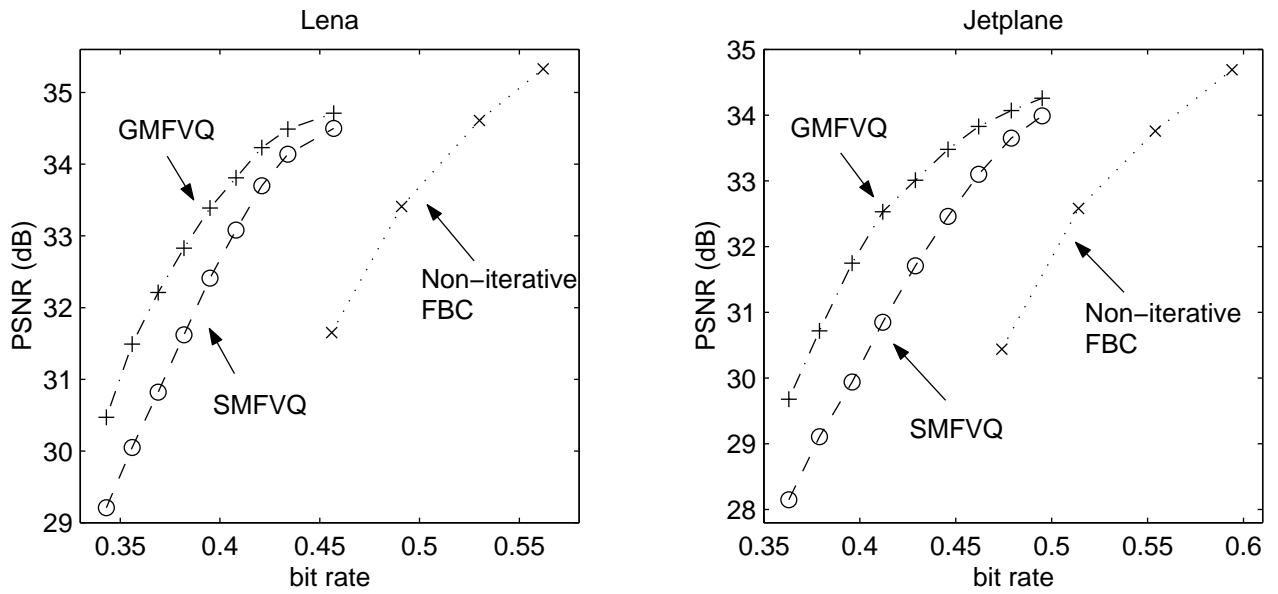 Lena
35
34
33
32
31
30
29
PSNR (dB)
GMFVQ
Non−iterative
FBC
SMFVQ
0.35 0.4 0.45 0.5 0.55
bit rate
Jetplane
35
34
33
32
31
30
29
28
PSNR (dB)
GMFVQ
Non−iterative
FBC
SMFVQ
0.35 0.4 0.45 0.5 0.55 0.6
bit rate